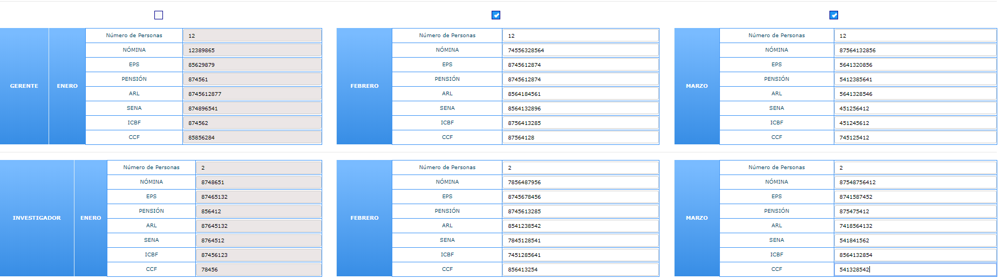 GERENTE
ENERO
Número de Personas 12
NÓMINA 12389865
EPS 85629879
PENSIÓN 874561
ARL 8745612877
SENA 874896541
ICBF 874562
CCF 85856284
FEBRERO
Número de Personas 12
NÓMINA 74556328564
EPS 8745612874
PENSIÓN 8745612874
ARL 8564184561
SENA 8564132896
ICBF 8756413285
CCF 87564128
MARZO
Número de Personas 12
NÓMINA 87564132856
EPS 5641320856
PENSIÓN 5412385641
ARL 5641328546
SENA 451256412
ICBF 451245612
CCF 745125412
INVESTIGADOR
ENERO
Número de Personas 2
NÓMINA 8748651
EPS 87465132
PENSIÓN 856412
ARL 87645132
SENA 8764512
ICBF 87456123
CCF 78456
FEBRERO
Número de Personas 2
NÓMINA 7856487956
EPS 8745678456
PENSIÓN 8745613285
ARL 8541238542
SENA 7845128541
ICBF 7451285641
CCF 856413254
MARZO
Número de Personas 2
NÓMINA 87548756412
EPS 8741587452
PENSIÓN 875475412
ARL 7418564132
SENA 541841562
ICBF 8564132854
CCF 541328542